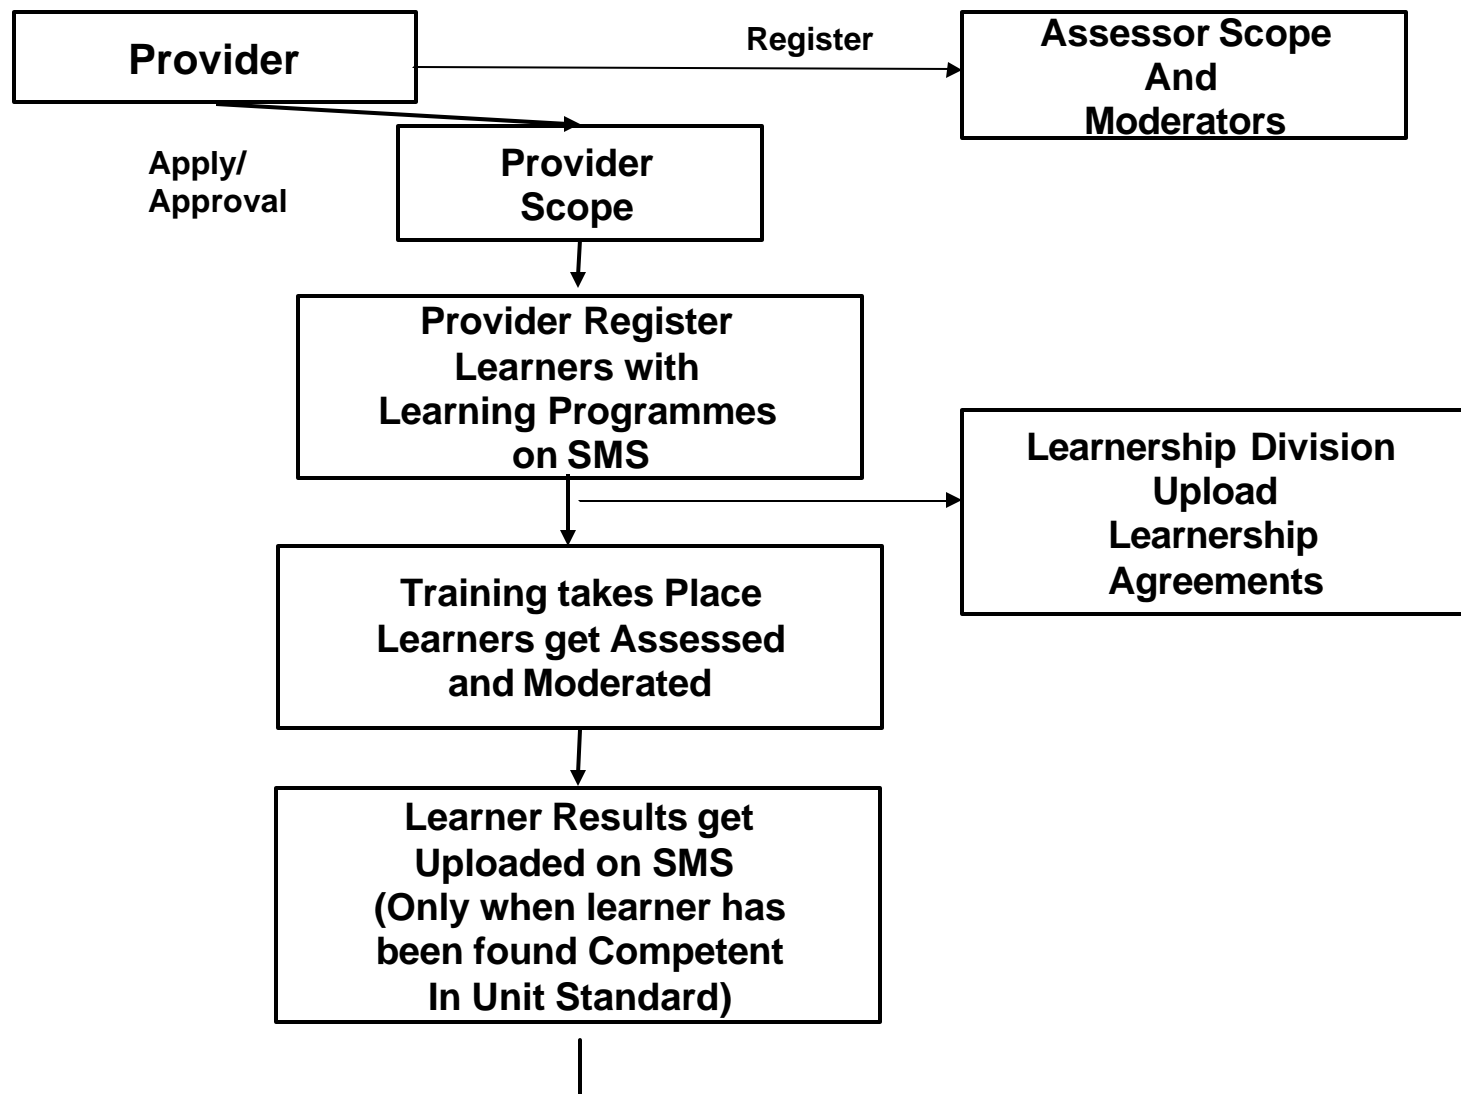 Provider
Register
Assessor Scope
And
Moderators
Apply/
Approval
Provider
Scope
Provider Register
Learners with
Learning Programmes
on SMS
Learnership Division
Upload
Learnership
Agreements
Training takes Place
Learners get Assessed
and Moderated
Learner Results get
Uploaded on SMS
(Only when learner has
been found Competent
In Unit Standard)